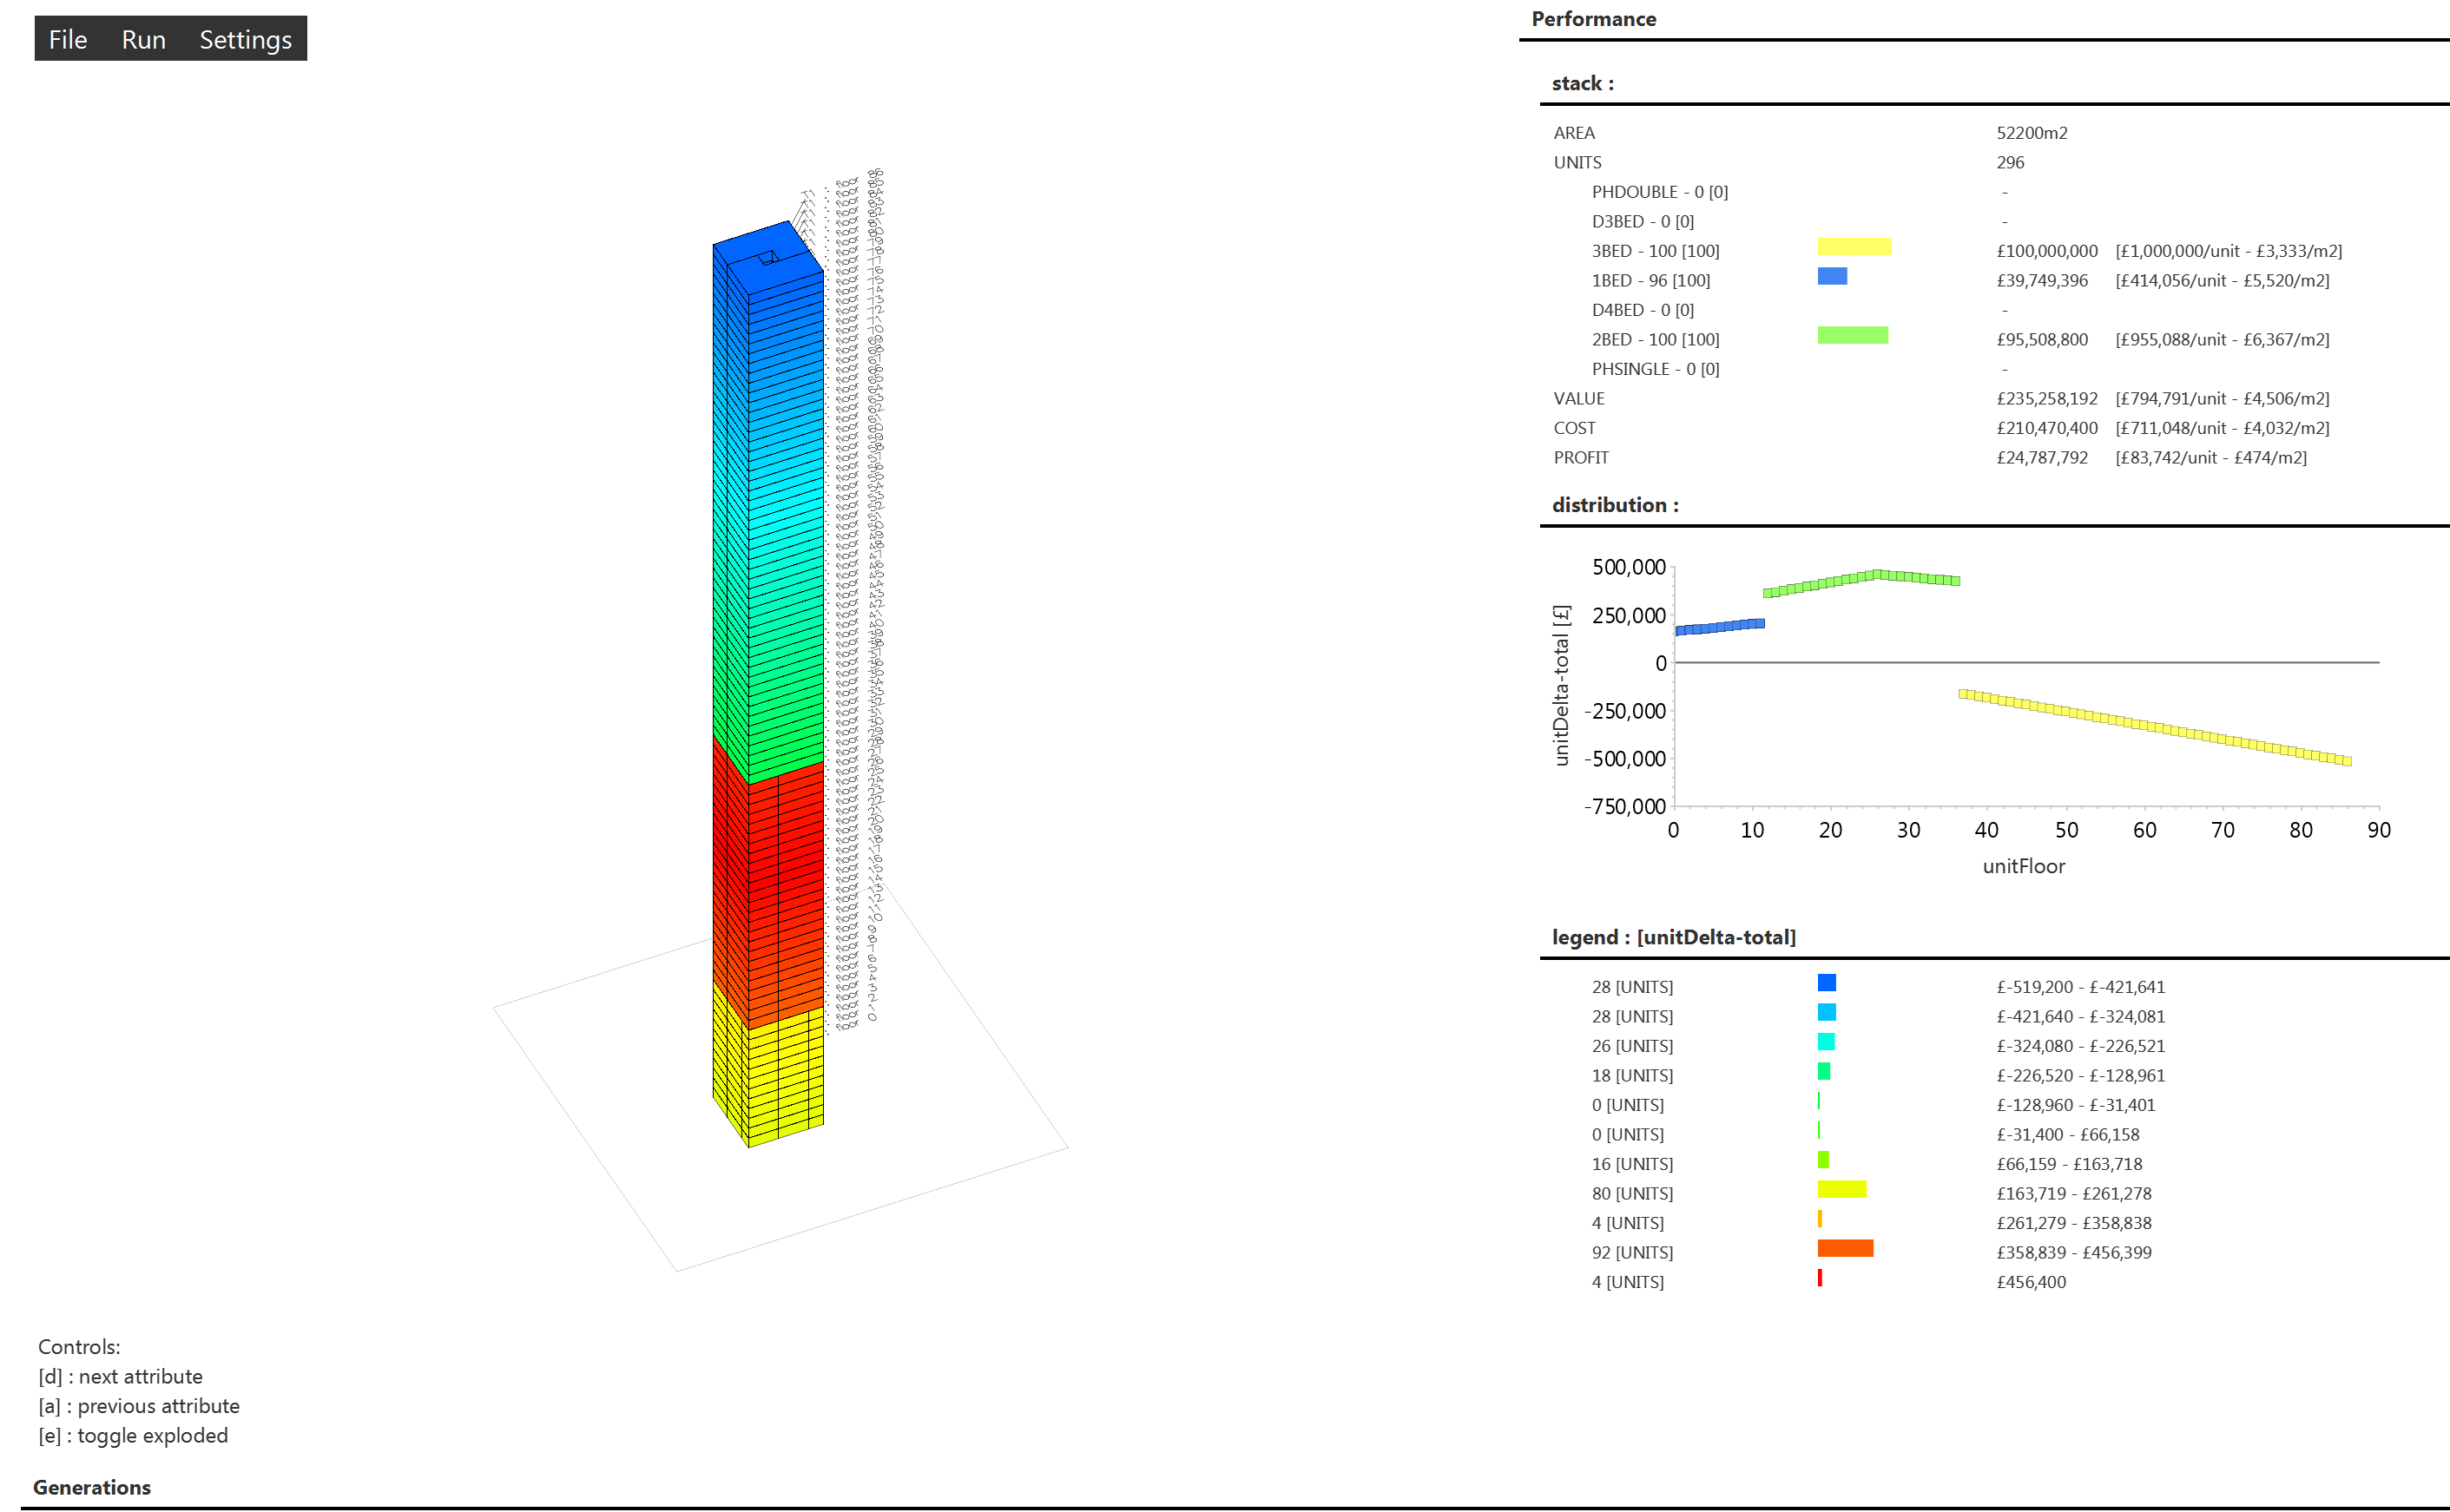 File Run Settings
Performance
stack :
AREA 52200m2
UNITS 296
PHDOUBLE - 0 [0] -
D3BED - 0 [0] -
3BED - 100 [100] £100,000,000 [£1,000,000/unit - £3,333/m2]
1BED - 96 [100] £39,749,396 [£414,056/unit - £5,520/m2]
D4BED - 0 [0] -
2BED - 100 [100] £95,508,800 [£955,088/unit - £6,367/m2]
PHSINGLE - 0 [0] -
VALUE £235,258,192 [£794,791/unit - £4,506/m2]
COST £210,470,400 [£711,048/unit - £4,032/m2]
PROFIT £24,787,792 [£83,742/unit - £474/m2]
distribution :
unitDelta-total [£]
500,000
250,000
0
-250,000
-500,000
-750,000
0 10 20 30 40 50 60 70 80 90
unitFloor
legend : [unitDelta-total]
28 [UNITS] £-519,200 - £-421,641
28 [UNITS] £-421,640 - £-324,081
26 [UNITS] £-324,080 - £-226,521
18 [UNITS] £-226,520 - £-128,961
0 [UNITS] £-128,960 - £-31,401
0 [UNITS] £-31,400 - £66,158
16 [UNITS] £66,159 - £163,718
80 [UNITS] £163,719 - £261,278
4 [UNITS] £261,279 - £358,838
92 [UNITS] £358,839 - £456,399
4 [UNITS] £456,400
Controls:
[d] : next attribute
[a] : previous attribute
[e] : toggle exploded
Generations